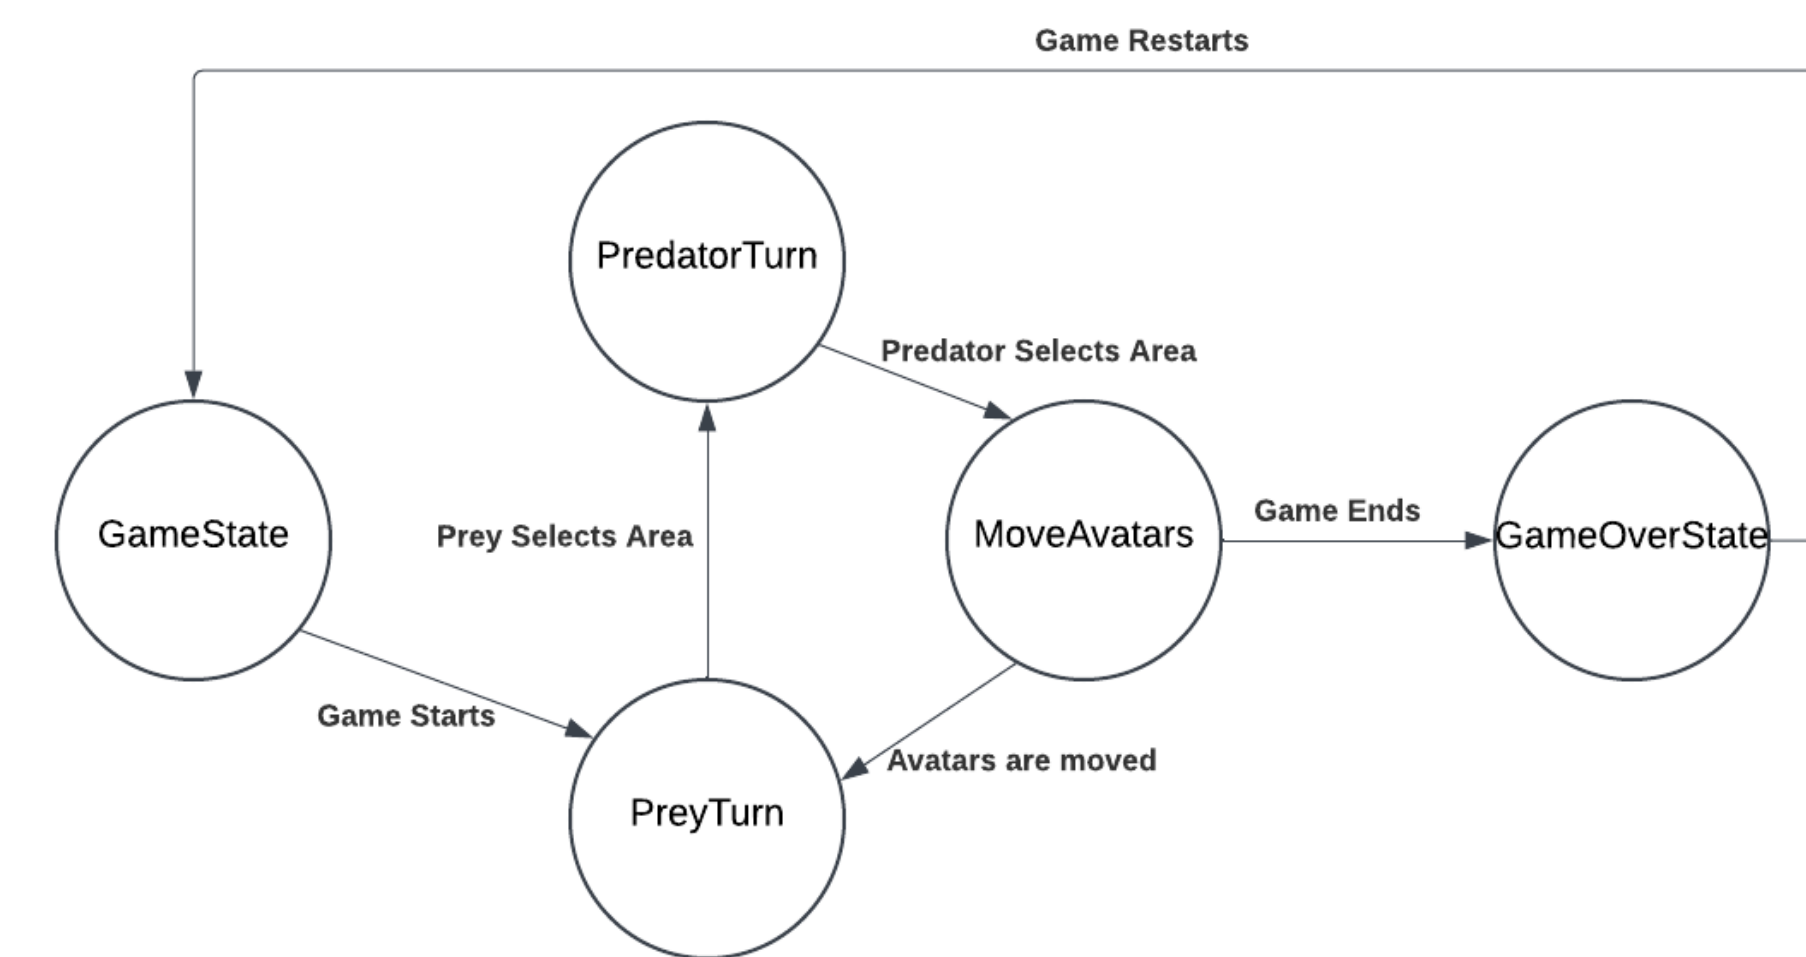 Game Restarts
PredatorTurn
Predator Selects Area
GameState
Prey Selects Area
MoveAvatars
Game Ends
GameOverState
Game Starts
Avatars are moved
PreyTurn